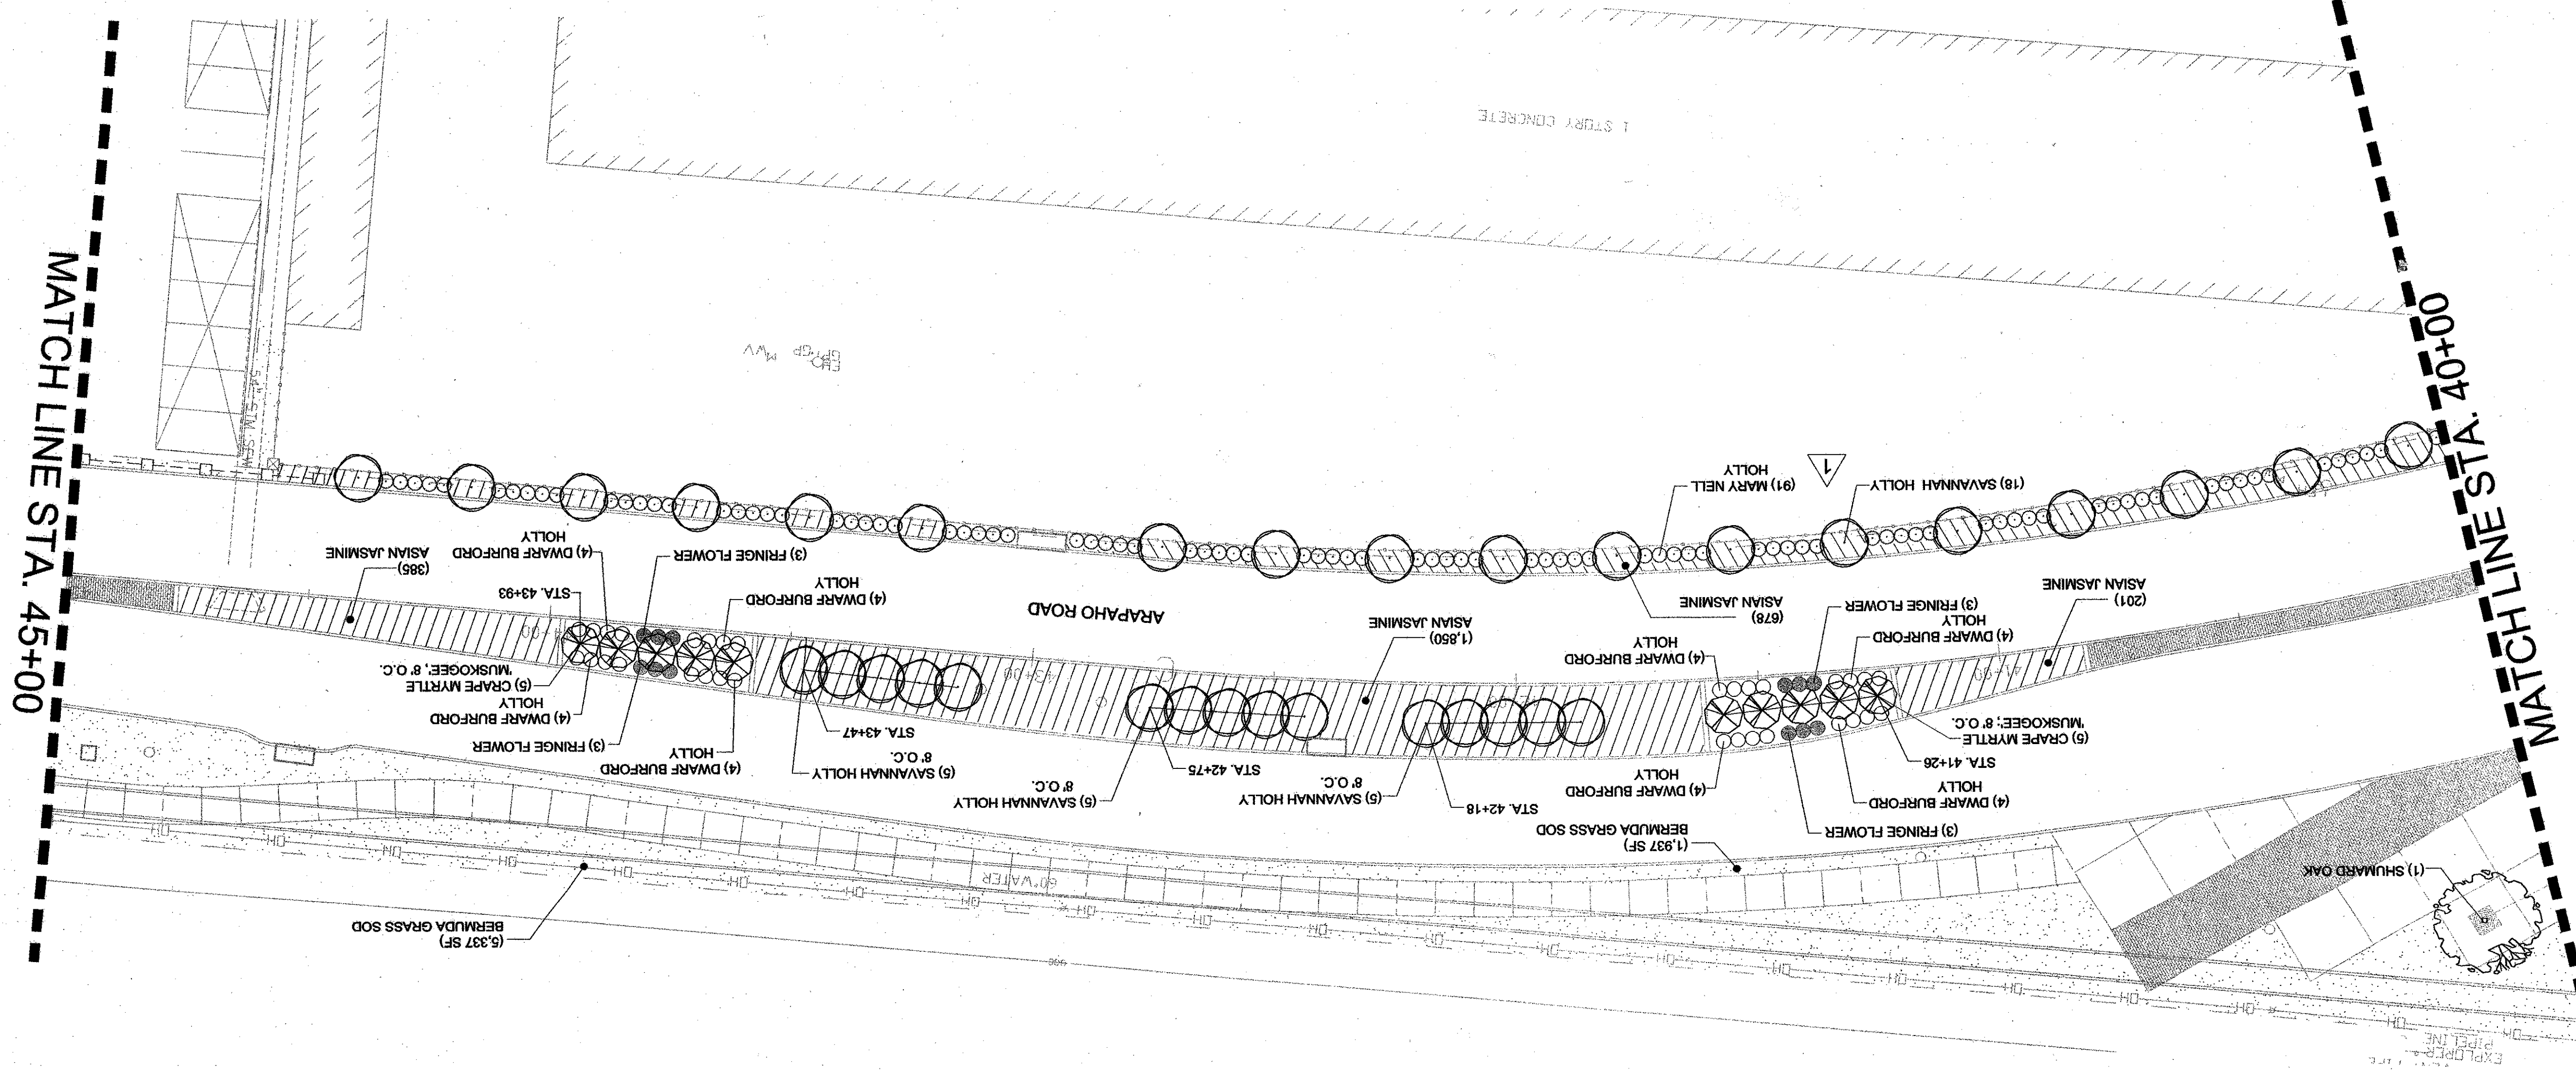 MATCH LINE STA. 45+00
MATCH LINE STA. 40+00
1 STORY CONCRETE
(18) SAVANNAH HOLLY
1
(91) MARY NELL
HOLLY
(385)
ASIAN JASMINE
(4) DWARF BURFORD
HOLLY
(3) FRINGE FLOWER
(4) DWARF BURFORD
HOLLY
STA. 43+93
ARAPAHO ROAD
(1,850)
ASIAN JASMINE
(678)
ASIAN JASMINE
(4) DWARF BURFORD
HOLLY
(3) FRINGE FLOWER
(4) DWARF BURFORD
HOLLY
(201)
ASIAN JASMINE
43+00
(5) CRAPE MYRTLE
'MUSKOGEE', 8' O.C.
(4) DWARF BURFORD
HOLLY
(3) FRINGE FLOWER
(4) DWARF BURFORD
HOLLY
STA. 43+47
(5) SAVANNAH HOLLY
8' O.C.
STA. 42+75
(5) SAVANNAH HOLLY
8' O.C.
STA. 42+18
(5) SAVANNAH HOLLY
8' O.C.
(4) DWARF BURFORD
HOLLY
(5) CRAPE MYRTLE
'MUSKOGEE', 8' O.C.
STA. 41+26
(4) DWARF BURFORD
HOLLY
(3) FRINGE FLOWER
(1,937 SF)
BERMUDA GRASS SOD
60"WATER
(5,337 SF)
BERMUDA GRASS SOD
(1) SHUMARD OAK
EXPLORER
PIPELINE